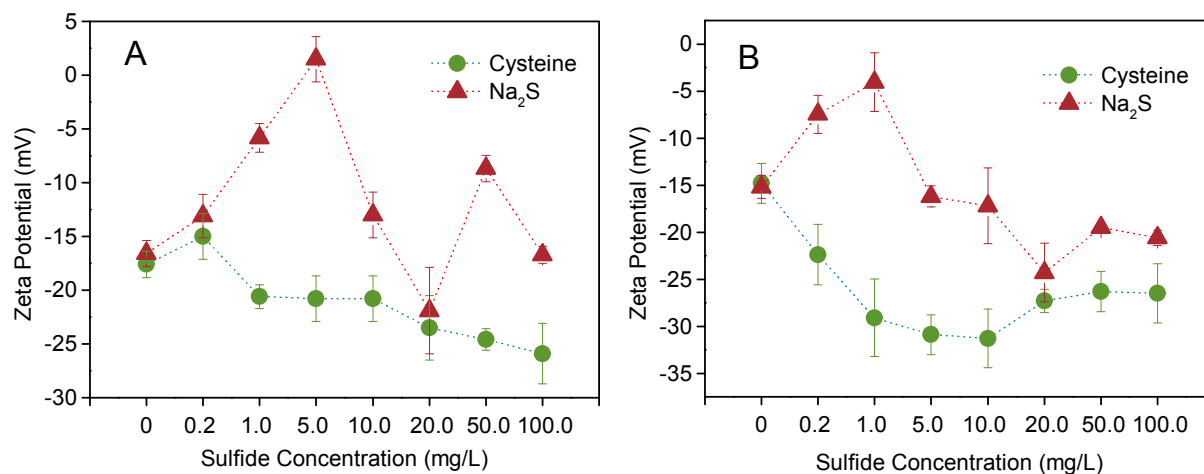 A
Cysteine
Na₂S
5
0
-5
-10
-15
-20
-25
-30
Zeta Potential (mV)
0 0.2 1.0 5.0 10.0 20.0 50.0 100.0
Sulfide Concentration (mg/L)
B
Cysteine
Na₂S
0
-5
-10
-15
-20
-25
-30
-35
Zeta Potential (mV)
0 0.2 1.0 5.0 10.0 20.0 50.0 100.0
Sulfide Concentration (mg/L)